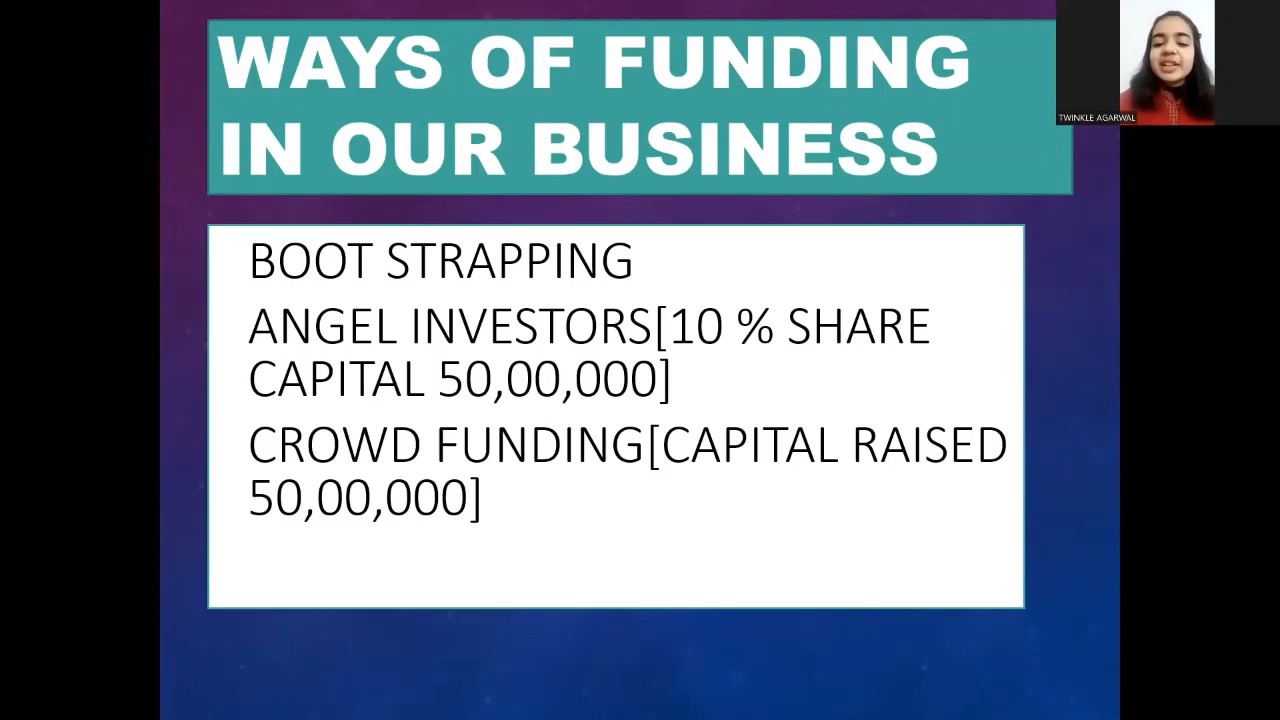 WAYS OF FUNDING
IN OUR BUSINESS
TWINKLE AGARWAL
BOOT STRAPPING
ANGEL INVESTORS[10 % SHARE
CAPITAL 50,00,000]
CROWD FUNDING[CAPITAL RAISED
50,00,000]